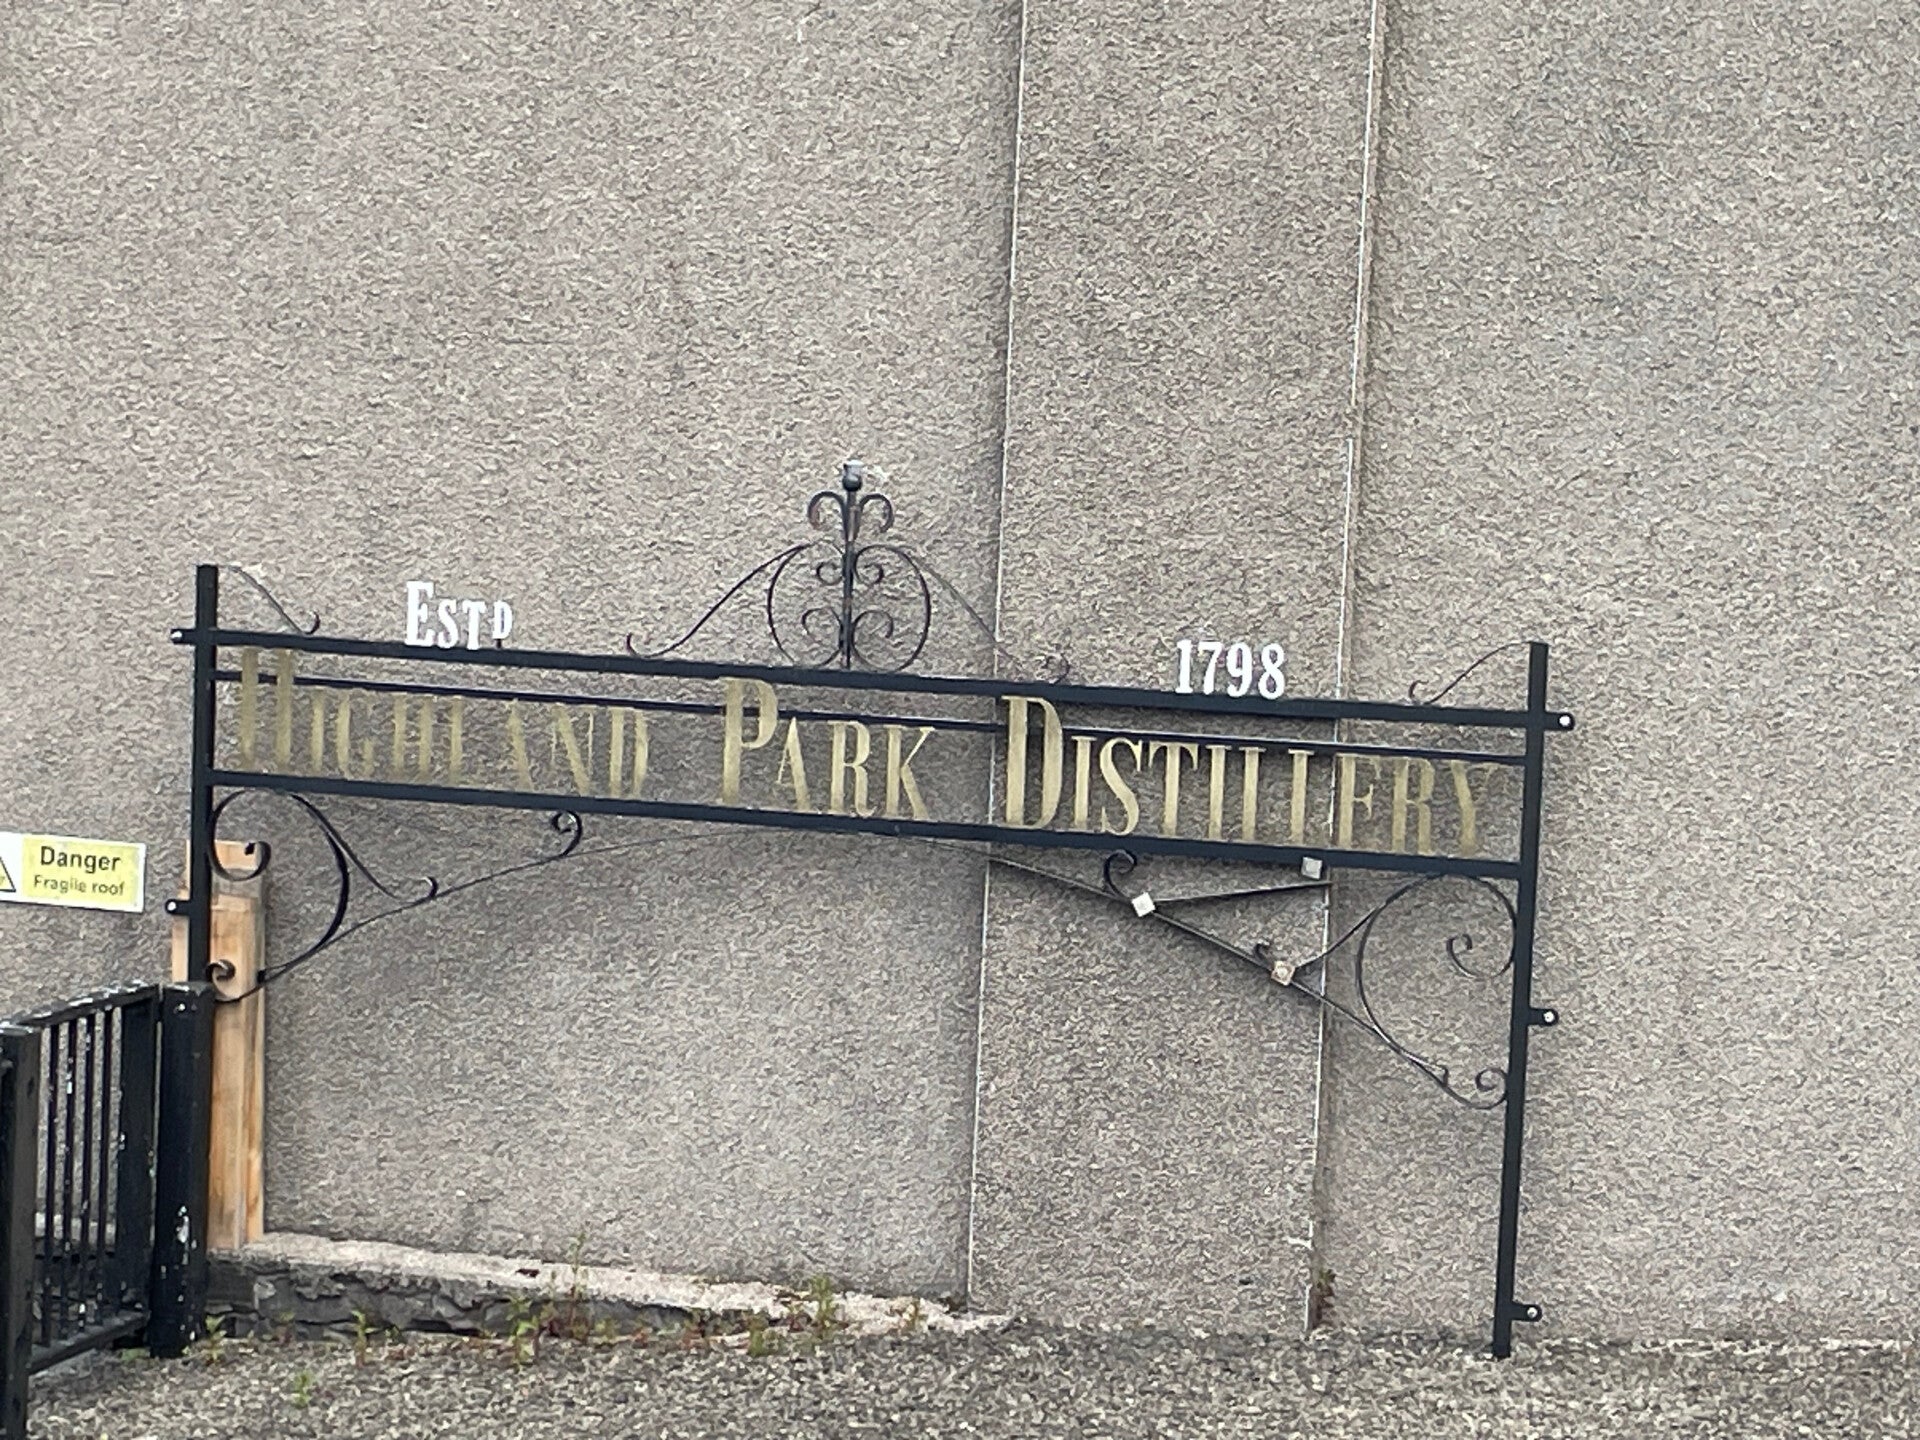 ESTD
1798
HIGHLAND PARK DISTILLERY
Danger
Fragile roof